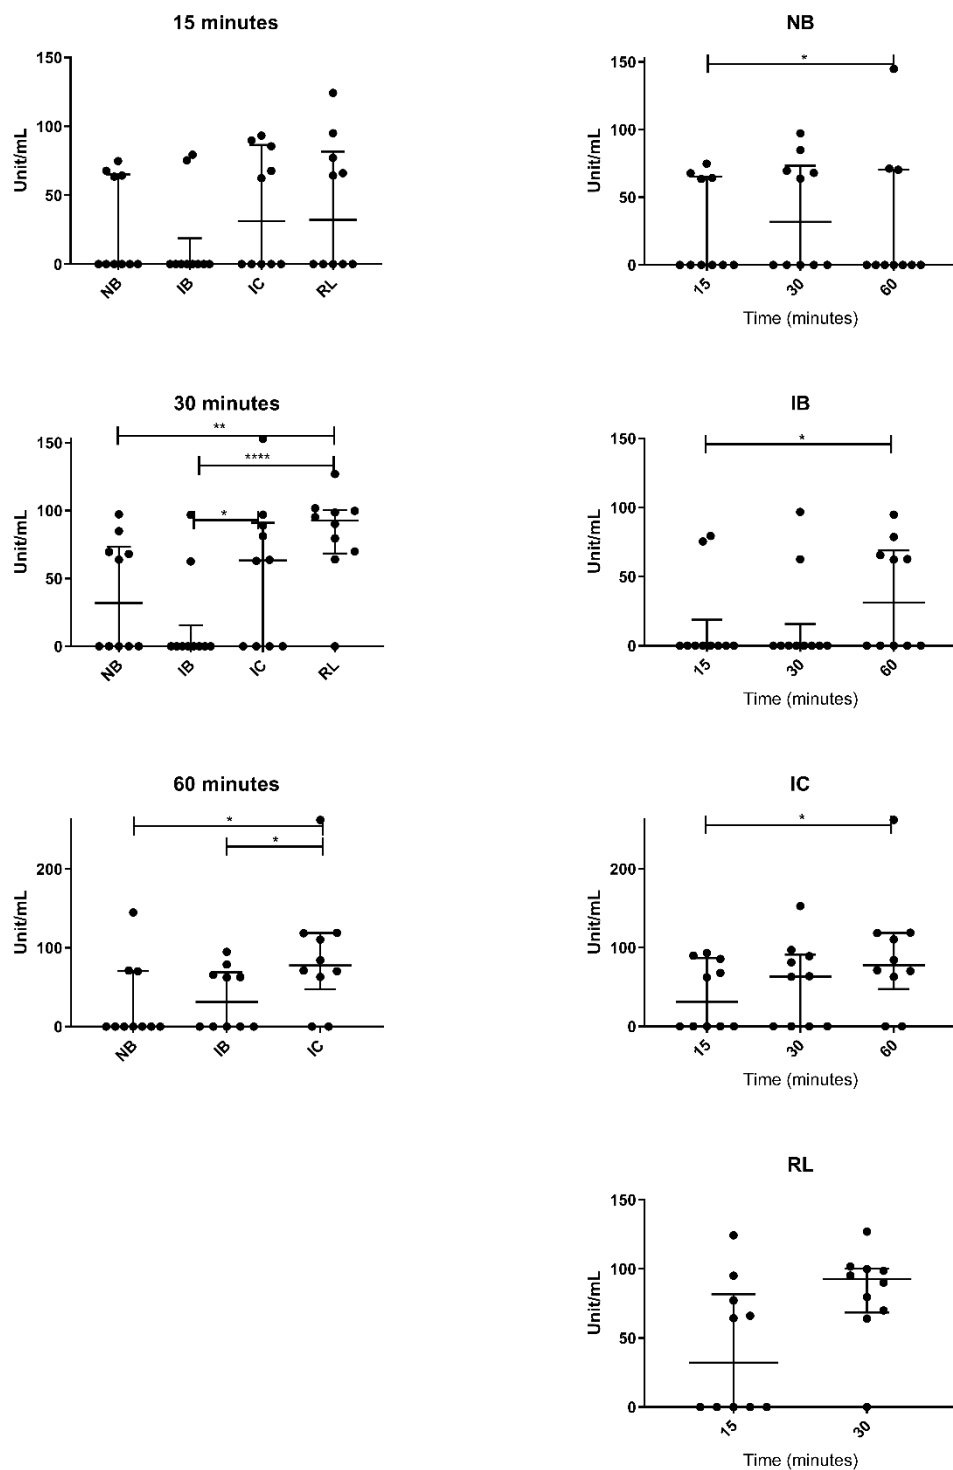 15 minutes
150
100
50
0
Unit/mL
NB
IB
IC
RL
NB
150
100
50
0
Unit/mL
*
15
30
60
Time (minutes)
30 minutes
150
100
50
0
Unit/mL
**
****
*
NB
IB
IC
RL
IB
150
100
50
0
Unit/mL
*
15
30
60
Time (minutes)
60 minutes
200
100
0
Unit/mL
*
*
NB
IB
IC
IC
200
100
0
Unit/mL
*
15
30
60
Time (minutes)
RL
150
100
50
0
Unit/mL
15
30
Time (minutes)